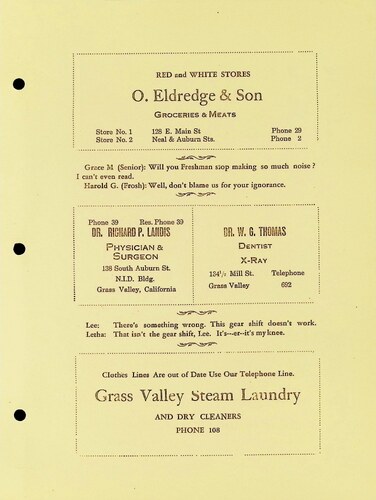 RED and WHITE STORES
O. Eldredge & Son
GROCERIES & MEATS
Store No. 1 128 E. Main St Phone 29
Store No. 2 Neal & Auburn Sts. Phone 2
Grace M (Senior): Will you Freshman stop making so much noise?
I can't even read.
Harold G. (Frosh): Well, don't blame us for your ignorance.
Phone 39 Res. Phone 39
DR. RICHARD P. LANDIS
PHYSICIAN &
SURGEON
138 South Auburn St.
N.I.D. Bldg.
Grass Valley, California
DR. W. G. THOMAS
DENTIST
X-RAY
134½ Mill St. Telephone
Grass Valley 692
Lee: There's something wrong. This gear shift doesn't work.
Letha: That isn't the gear shift, Lee. It's---er--it's my knee.
Clothes Lines Are out of Date Use Our Telephone Line.
Grass Valley Steam Laundry
AND DRY CLEANERS
PHONE 108